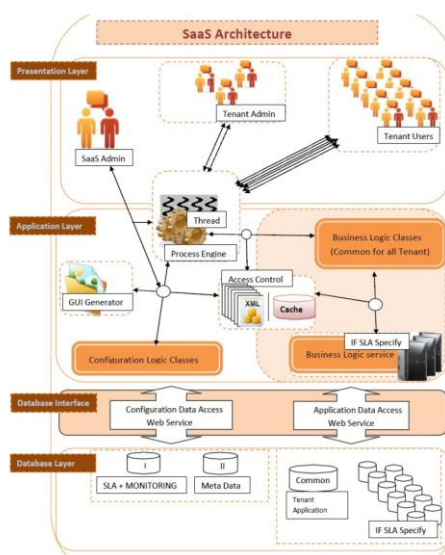 SaaS Architecture
Presentation Layer
Tenant Admin
Tenant Users
SaaS Admin
Thread
Application Layer
Process Engine
Business Logic Classes
(Common for all Tenant)
Access Control
GUI Generator
XML
Cache
IF SLA Specify
Configuration Logic Classes
Business Logic service
Database Interface
Configuration Data Access
Web Service
Application Data Access
Web Service
Database Layer
I
II
SLA + MONITORING
Meta Data
Common
Tenant
Application
IF SLA Specify